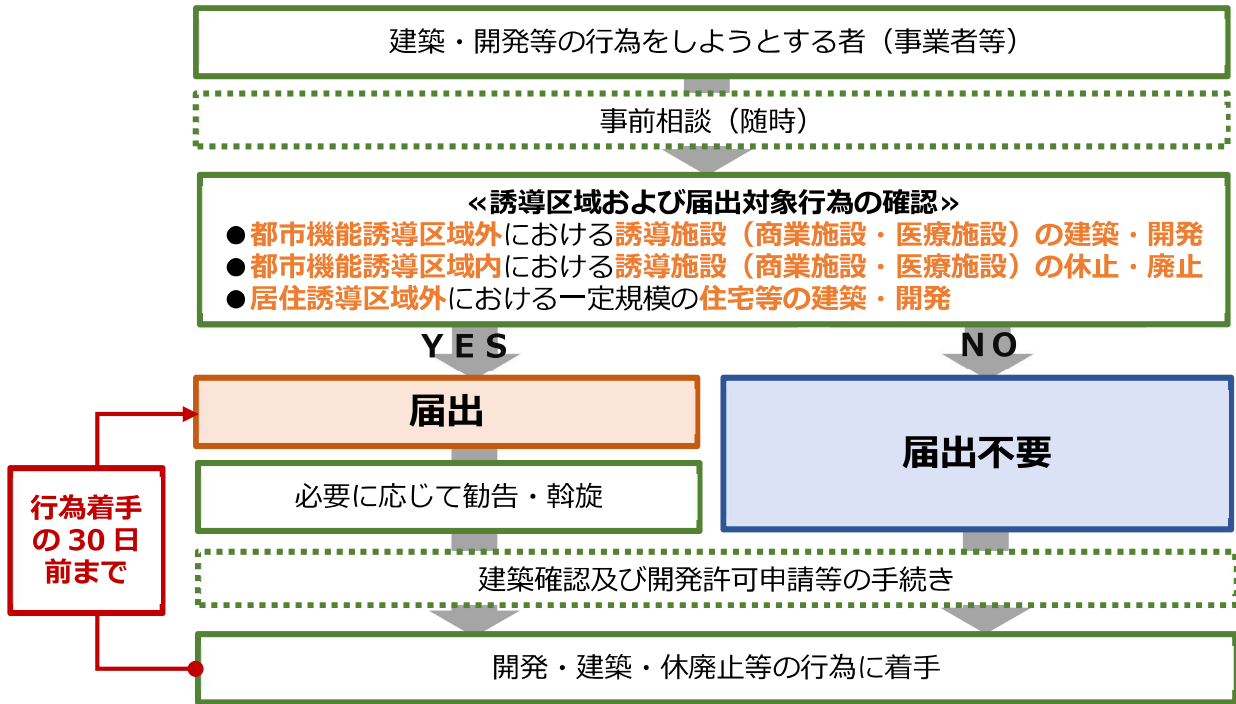 建築・開発等の行為をしようとする者（事業者等）
事前相談（随時）
≪誘導区域および届出対象行為の確認≫
●都市機能誘導区域外における誘導施設（商業施設・医療施設）の建築・開発
●都市機能誘導区域内における誘導施設（商業施設・医療施設）の休止・廃止
●居住誘導区域外における一定規模の住宅等の建築・開発
ＹＥＳ
ＮＯ
届出
届出不要
必要に応じて勧告・斡旋
行為着手
の 30 日
前まで
建築確認及び開発許可申請等の手続き
開発・建築・休廃止等の行為に着手